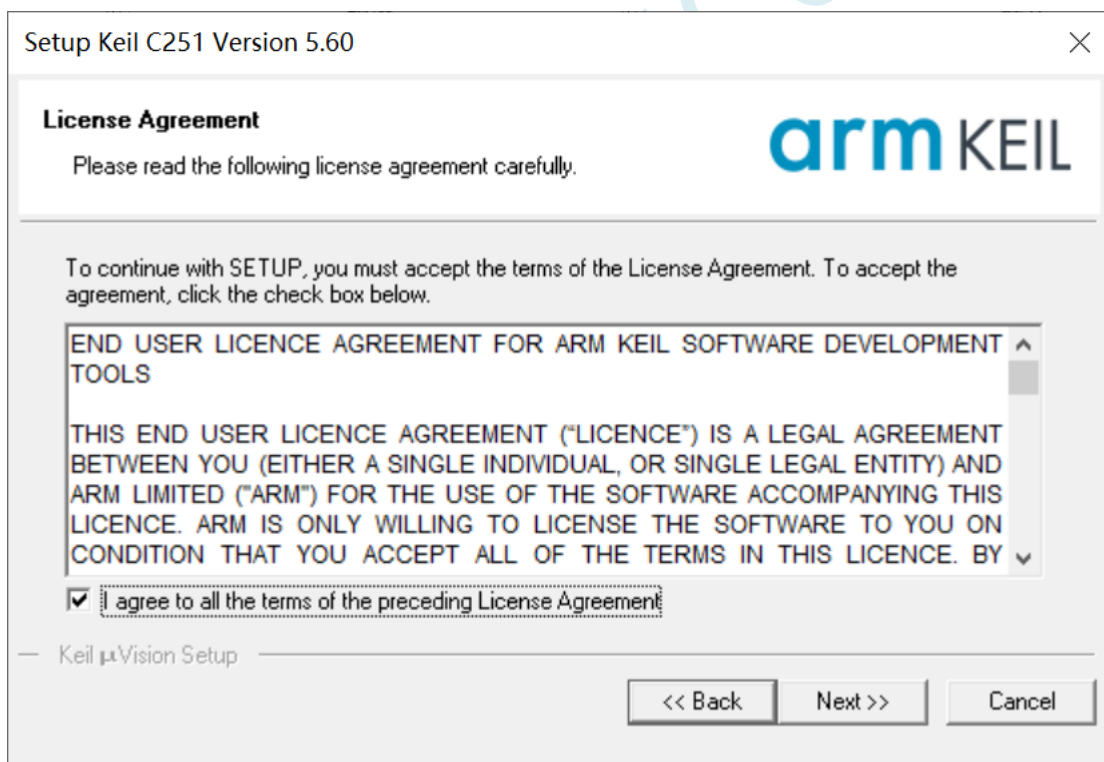 Setup Keil C251 Version 5.60
License Agreement
Please read the following license agreement carefully.
arm KEIL
To continue with SETUP, you must accept the terms of the License Agreement. To accept the
agreement, click the check box below.
END USER LICENCE AGREEMENT FOR ARM KEIL SOFTWARE DEVELOPMENT
TOOLS
THIS END USER LICENCE AGREEMENT (“LICENCE”) IS A LEGAL AGREEMENT
BETWEEN YOU (EITHER A SINGLE INDIVIDUAL, OR SINGLE LEGAL ENTITY) AND
ARM LIMITED ("ARM") FOR THE USE OF THE SOFTWARE ACCOMPANYING THIS
LICENCE. ARM IS ONLY WILLING TO LICENSE THE SOFTWARE TO YOU ON
CONDITION THAT YOU ACCEPT ALL OF THE TERMS IN THIS LICENCE. BY
I agree to all the terms of the preceding License Agreement
Keil µVision Setup
<< Back
Next >>
Cancel